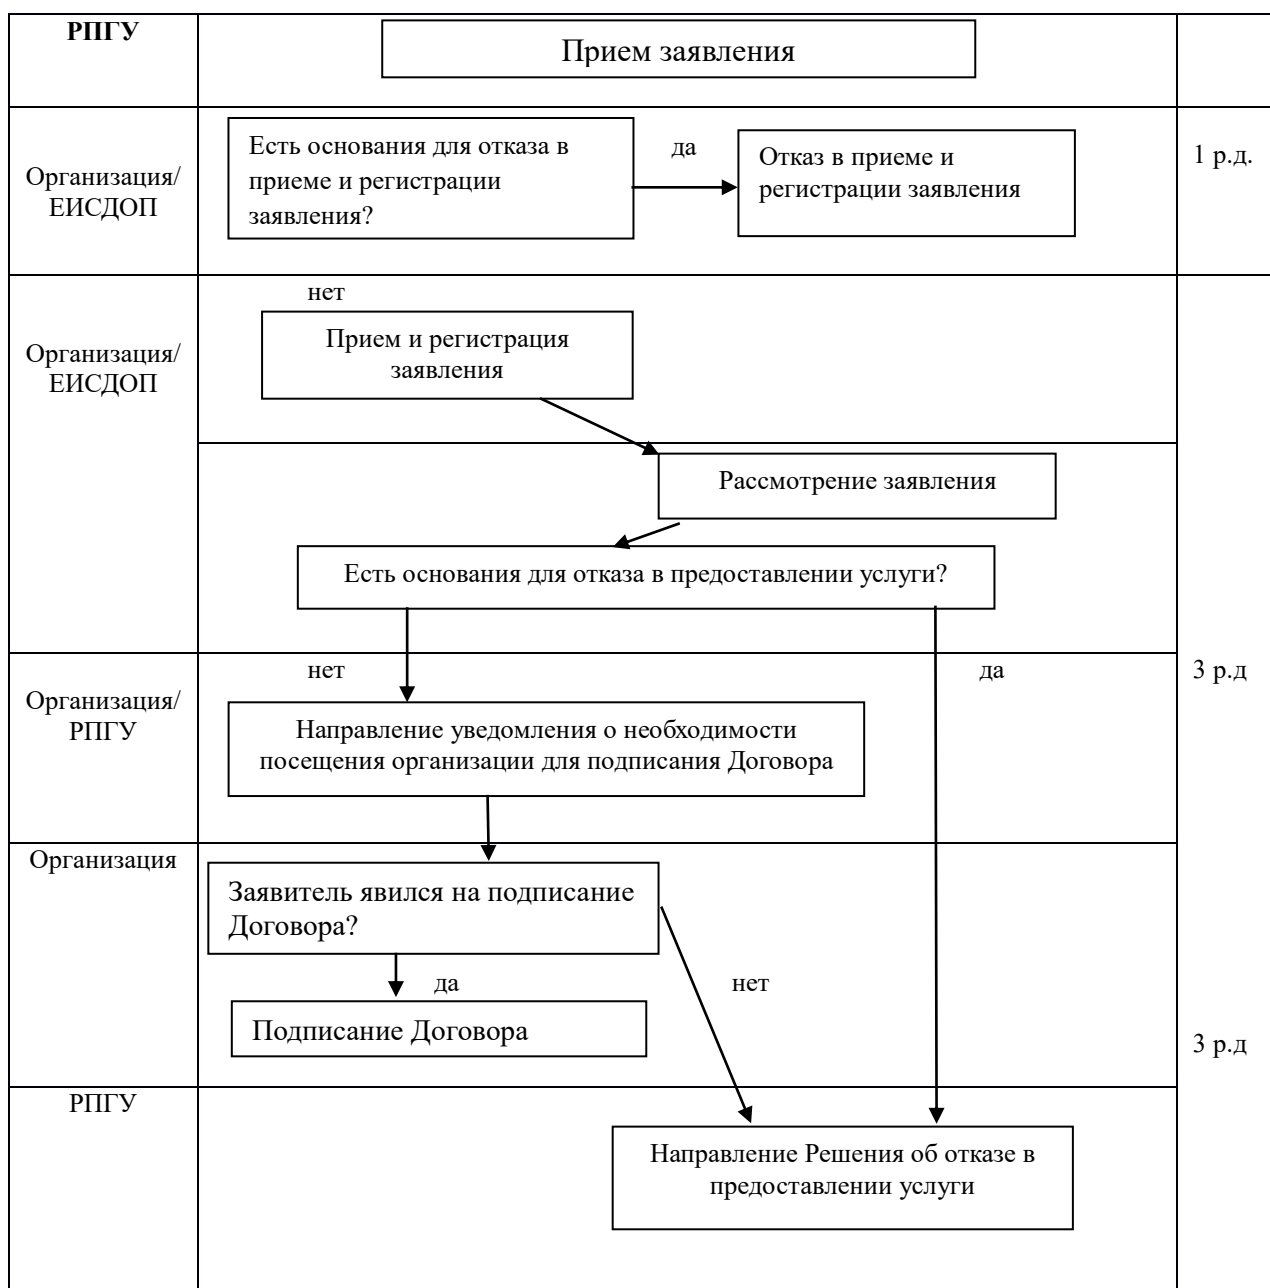 РПГУ
Прием заявления
Организация/
ЕИСДОП
Есть основания для отказа в
приеме и регистрации
заявления?
да
Отказ в приеме и
регистрации заявления
1 р.д.
нет
Организация/
ЕИСДОП
Прием и регистрация
заявления
Рассмотрение заявления
Есть основания для отказа в предоставлении услуги?
нет
да
3 р.д
Организация/
РПГУ
Направление уведомления о необходимости
посещения организации для подписания Договора
Организация
Заявитель явился на подписание
Договора?
да
нет
Подписание Договора
3 р.д
РПГУ
Направление Решения об отказе в
предоставлении услуги